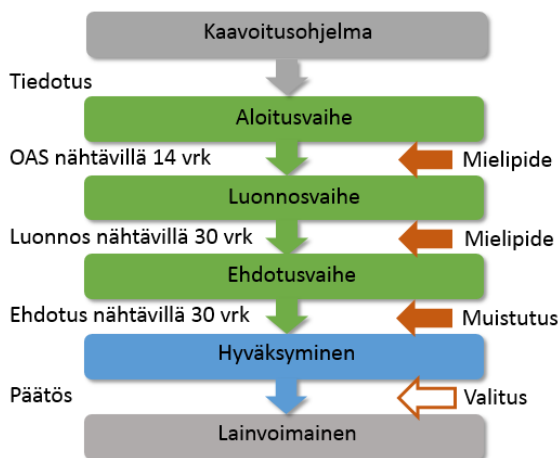 Kaavoitusohjelma
Tiedotus
Aloitusvaihe
OAS nähtävillä 14 vrk
Mielipide
Luonnosvaihe
Luonnos nähtävillä 30 vrk
Mielipide
Ehdotusvaihe
Ehdotus nähtävillä 30 vrk
Muistutus
Hyväksyminen
Päätös
Valitus
Lainvoimainen